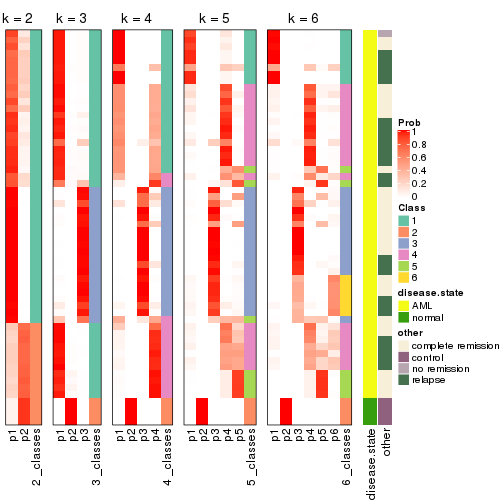 k = 2 k = 3 k = 4 k = 5 k = 6
Prob
1
0.8
0.6
0.4
0.2
0
Class
1
2
3
4
5
6
disease.state
AML
normal
other
complete remission
control
no remission
relapse
p1 p2 2_classes p1 p2 p3 3_classes p1 p2 p3 p4 4_classes p1 p2 p3 p4 p5 5_classes p1 p2 p3 p4 p5 p6 6_classes disease.state other